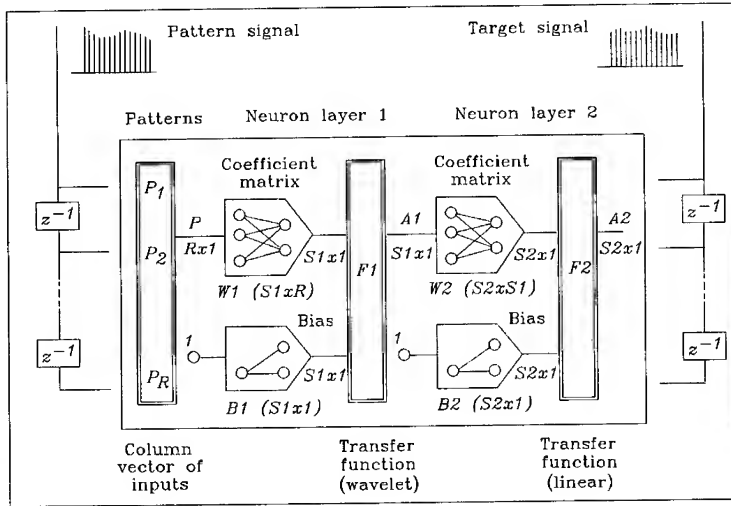 Pattern signal
Target signal
Patterns
Neuron layer 1
Neuron layer 2
Coefficient
matrix
Coefficient
matrix
P1
P
A1
A2
z⁻¹
z⁻¹
P2
Rx1
S1x1
S1x1
S2x1
S2x1
F1
F2
W1 (S1xR)
W2 (S2xS1)
Bias
Bias
1
1
z⁻¹
z⁻¹
PR
S1x1
S2x1
B1 (S1x1)
B2 (S2x1)
Column
vector of
inputs
Transfer
function
(wavelet)
Transfer
function
(linear)